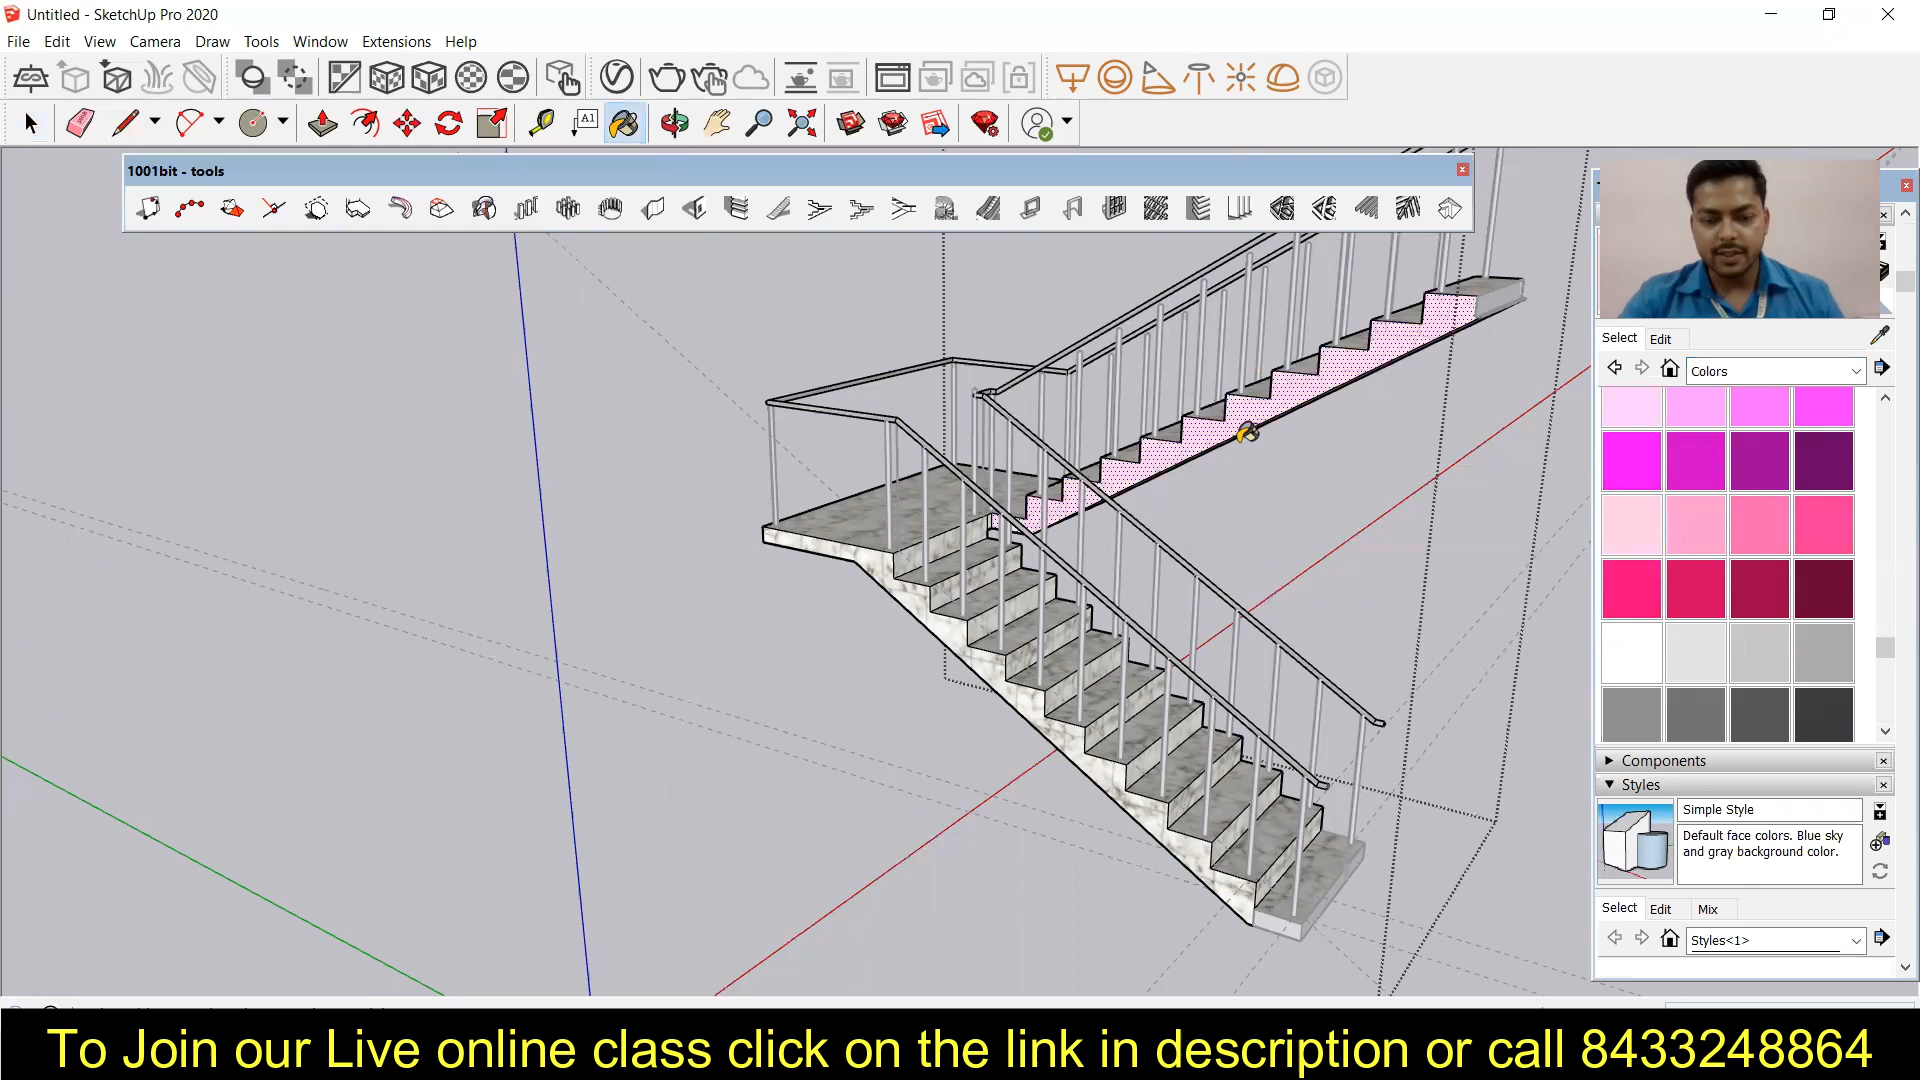 Untitled - SketchUp Pro 2020
File Edit View Camera Draw Tools Window Extensions Help
A1
1001bit - tools
Select Edit
Colors
Components
Styles
Simple Style
Default face colors. Blue sky
and gray background color.
Select Edit Mix
Styles<1>
To Join our Live online class click on the link in description or call 8433248864